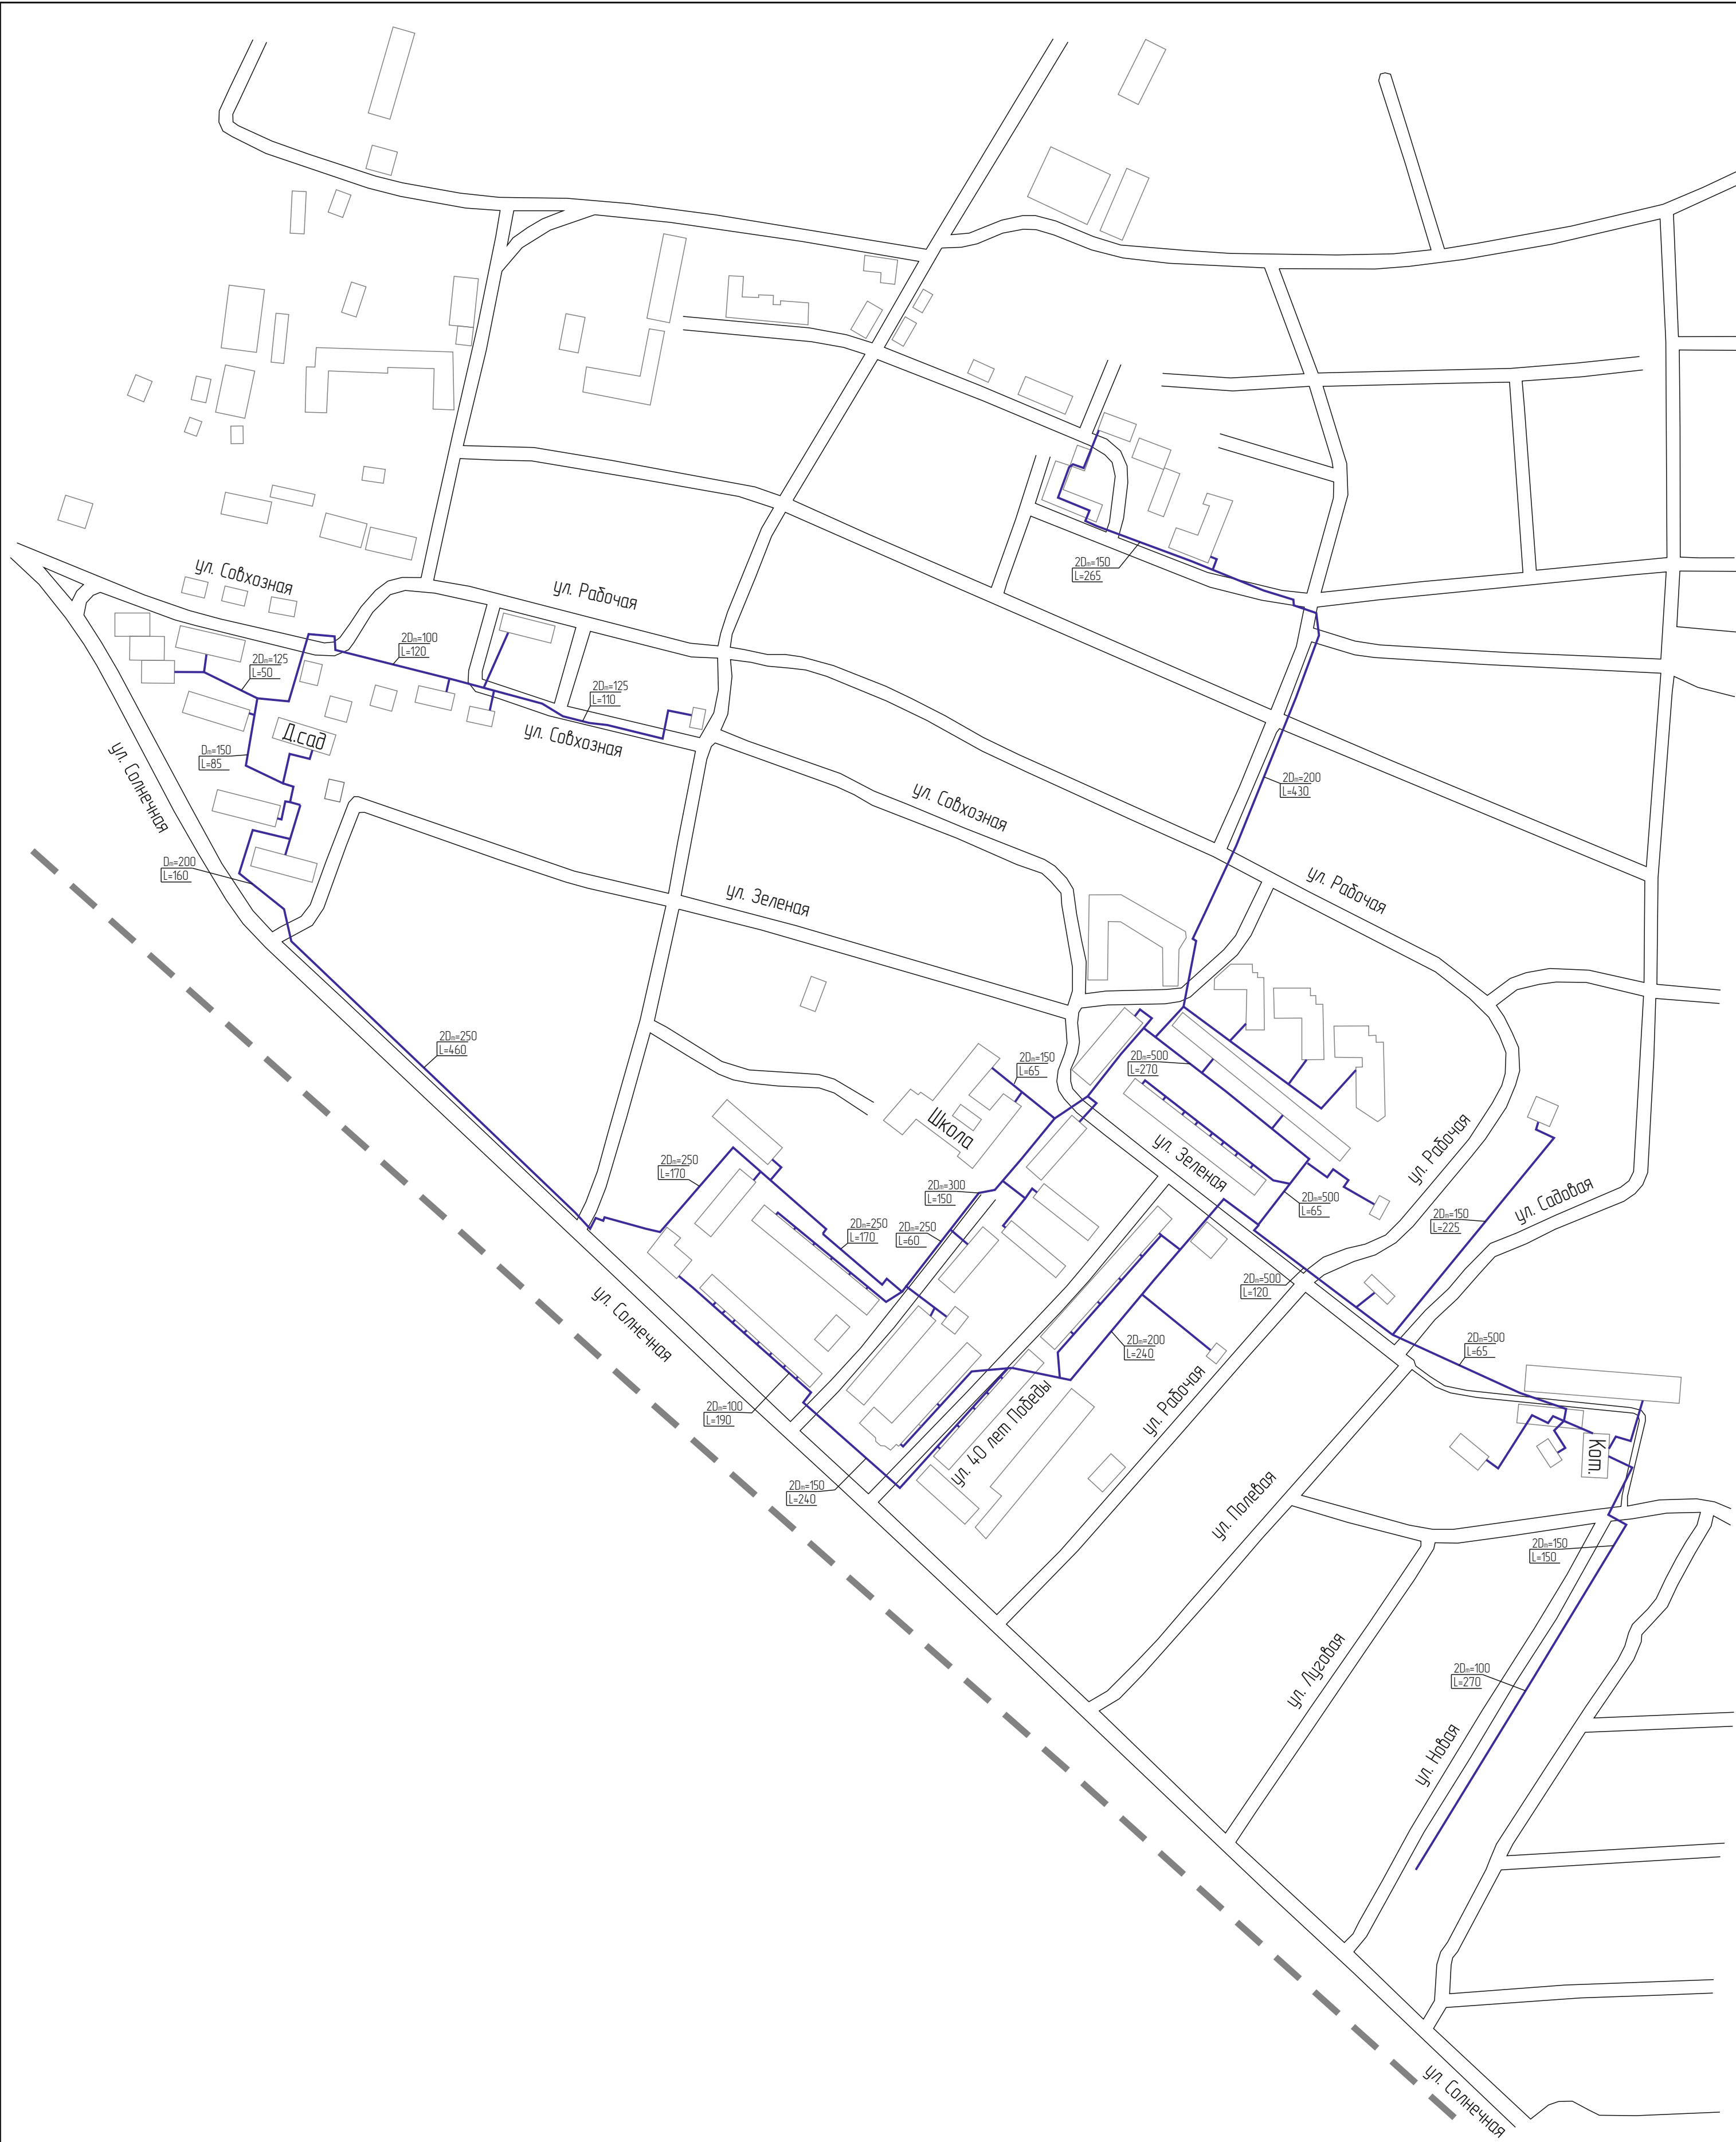 2Dн=150
L=265
ул. Совхозная
ул. Рабочая
2Dн=100
L=120
2Dн=125
L=50
2Dн=125
L=110
ул. Совхозная
Д.сад
Dн=150
L=85
ул. Солнечная
2Dн=200
L=430
ул. Совхозная
Dн=200
L=160
ул. Зеленая
ул. Рабочая
2Dн=250
L=460
2Dн=150
L=65
2Dн=500
L=270
Школа
ул. Зеленая
ул. Рабочая
2Dн=250
L=170
2Dн=300
L=150
2Dн=500
L=65
ул. Садовая
2Dн=150
L=225
2Dн=250
L=170
2Dн=250
L=60
2Dн=500
L=120
ул. Солнечная
2Dн=200
L=240
2Dн=500
L=65
2Dн=100
L=190
ул. 40 лет Победы
ул. Рабочая
Кот.
2Dн=150
L=240
ул. Полевая
2Dн=150
L=150
ул. Луговая
2Dн=100
L=270
ул. Новая
ул. Солнечная